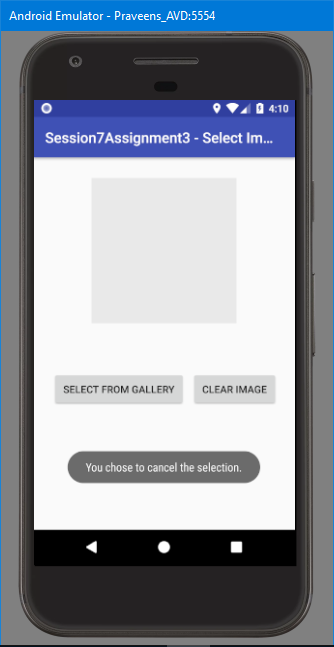 Android Emulator - Praveens_AVD:5554
4:10
Session7Assignment3 - Select Im...
SELECT FROM GALLERY
CLEAR IMAGE
You chose to cancel the selection.